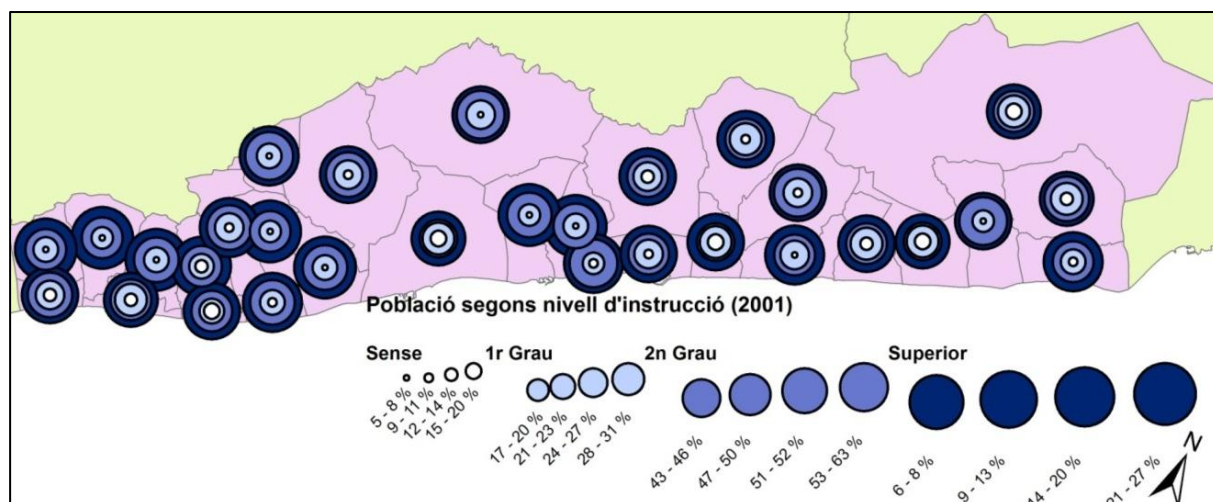 Població segons nivell d'instrucció (2001)
Sense 1r Grau 2n Grau Superior
5 - 8 % 9 - 11 % 12 - 14 % 15 - 20 % 17 - 20 % 21 - 23 % 24 - 27 % 28 - 31 % 43 - 46 % 47 - 50 % 51 - 52 % 53 - 63 % 6 - 8 % 9 - 13 % 14 - 20 % 21 - 27 %
N